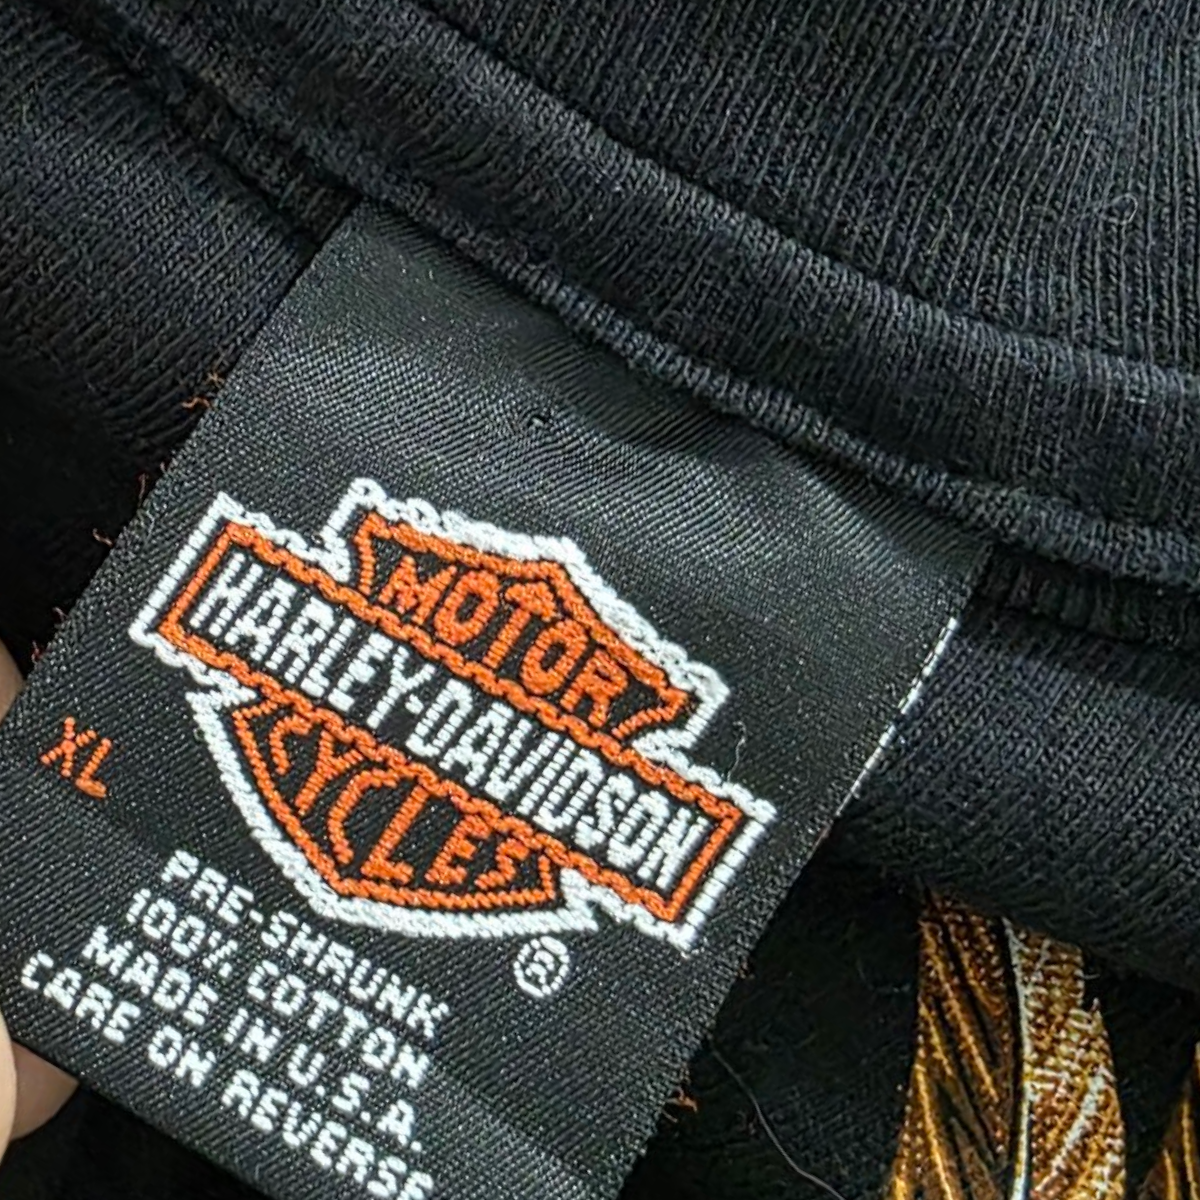 MOTOR
HARLEY-DAVIDSON
CYCLES
®
XL
PRE-SHRUNK
100% COTTON
MADE IN U.S.A.
CARE ON REVERSE